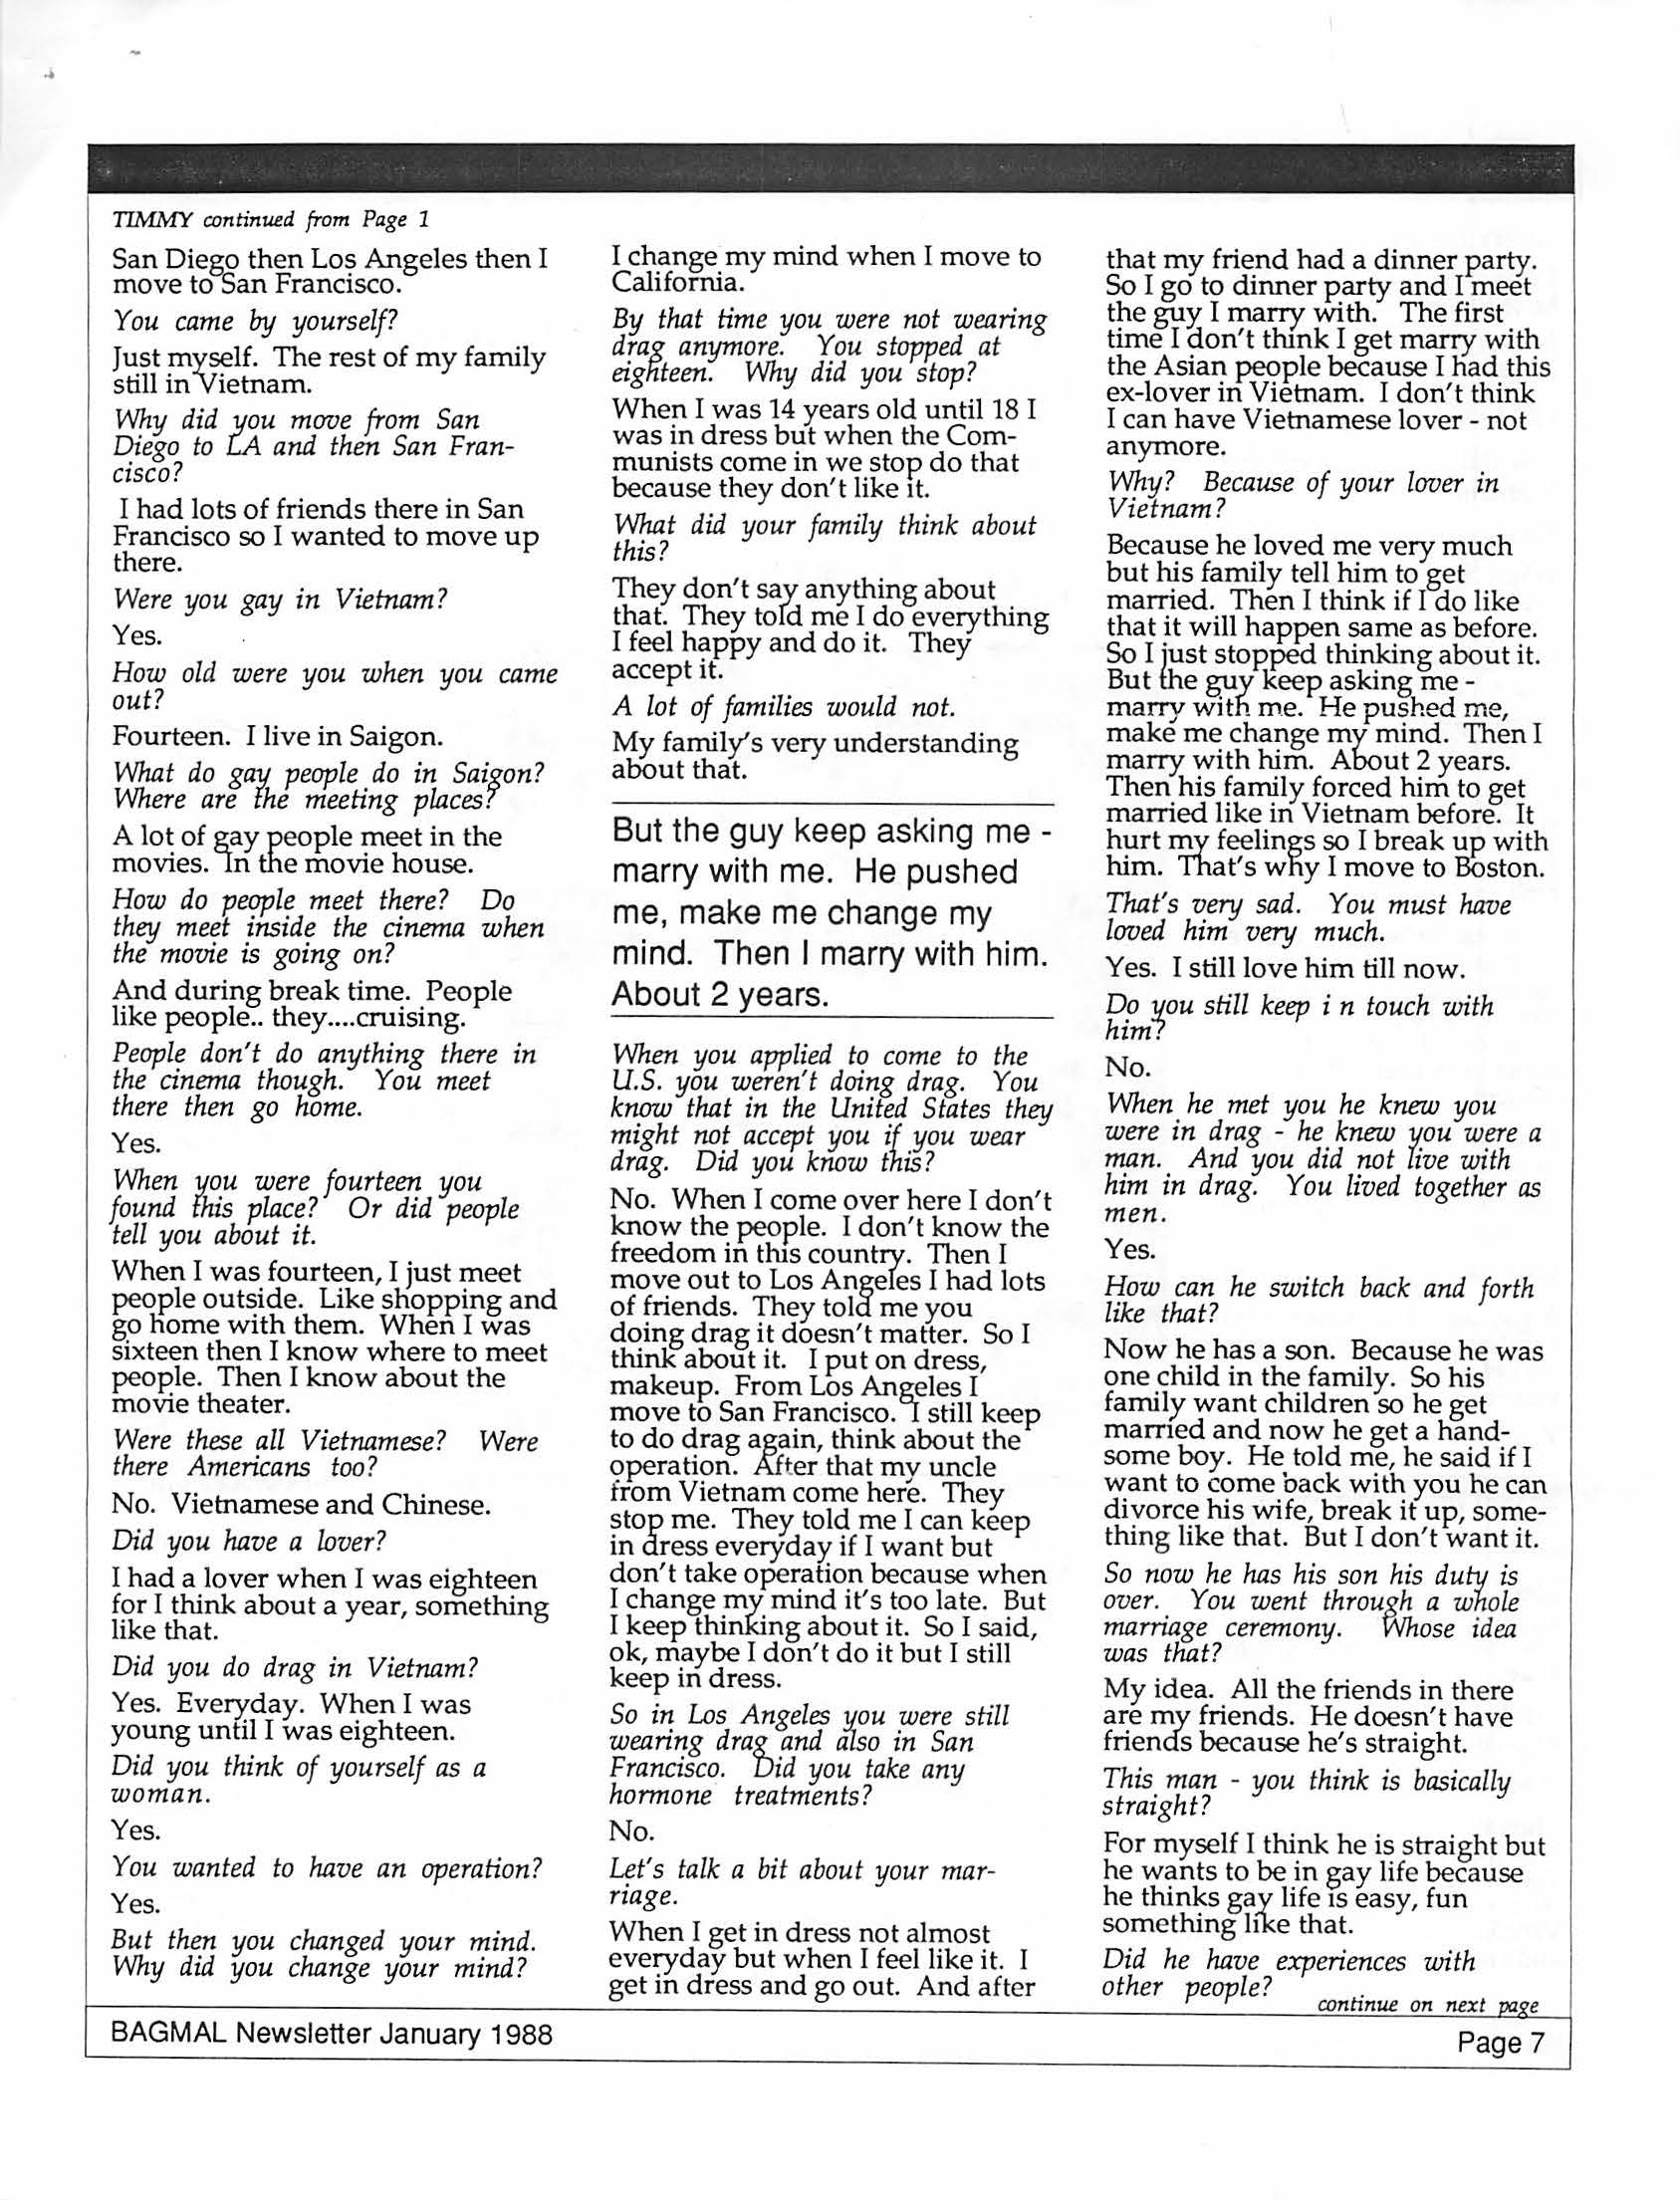 TIMMY continued from Page 1
San Diego then Los Angeles then I
move to San Francisco.
You came by yourself?
Just myself. The rest of my family
still in Vietnam.
Why did you move from San
Diego to LA and then San Fran-
cisco?
I had lots of friends there in San
Francisco so I wanted to move up
there.
Were you gay in Vietnam?
Yes.
How old were you when you came
out?
Fourteen. I live in Saigon.
What do gay people do in Saigon?
Where are the meeting places?
A lot of gay people meet in the
movies. In the movie house.
How do people meet there? Do
they meet inside the cinema when
the movie is going on?
And during break time. People
like people.. they....cruising.
People don't do anything there in
the cinema though. You meet
there then go home.
Yes.
When you were fourteen you
found this place? Or did people
tell you about it.
When I was fourteen, I just meet
people outside. Like shopping and
go home with them. When I was
sixteen then I know where to meet
people. Then I know about the
movie theater.
Were these all Vietnamese? Were
there Americans too?
No. Vietnamese and Chinese.
Did you have a lover?
I had a lover when I was eighteen
for I think about a year, something
like that.
Did you do drag in Vietnam?
Yes. Everyday. When I was
young until I was eighteen.
Did you think of yourself as a
woman.
Yes.
You wanted to have an operation?
Yes.
But then you changed your mind.
Why did you change your mind?
I change my mind when I move to
California.
By that time you were not wearing
drag anymore. You stopped at
eighteen. Why did you stop?
When I was 14 years old until 18 I
was in dress but when the Com-
munists come in we stop do that
because they don't like it.
What did your family think about
this?
They don't say anything about
that. They told me I do everything
I feel happy and do it. They
accept it.
A lot of families would not.
My family's very understanding
about that.
But the guy keep asking me -
marry with me. He pushed
me, make me change my
mind. Then I marry with him.
About 2 years.
When you applied to come to the
U.S. you weren't doing drag. You
know that in the United States they
might not accept you if you wear
drag. Did you know this?
No. When I come over here I don't
know the people. I don't know the
freedom in this country. Then I
move out to Los Angeles I had lots
of friends. They told me you
doing drag it doesn't matter. So I
think about it. I put on dress,
makeup. From Los Angeles I
move to San Francisco. I still keep
to do drag again, think about the
operation. After that my uncle
from Vietnam come here. They
stop me. They told me I can keep
in dress everyday if I want but
don't take operation because when
I change my mind it's too late. But
I keep thinking about it. So I said,
ok, maybe I don't do it but I still
keep in dress.
So in Los Angeles you were still
wearing drag and also in San
Francisco. Did you take any
hormone treatments?
No.
Let's talk a bit about your mar-
riage.
When I get in dress not almost
everyday but when I feel like it. I
get in dress and go out. And after
that my friend had a dinner party.
So I go to dinner party and I meet
the guy I marry with. The first
time I don't think I get marry with
the Asian people because I had this
ex-lover in Vietnam. I don't think
I can have Vietnamese lover - not
anymore.
Why? Because of your lover in
Vietnam?
Because he loved me very much
but his family tell him to get
married. Then I think if I do like
that it will happen same as before.
So I just stopped thinking about it.
But the guy keep asking me -
marry with me. He pushed me,
make me change my mind. Then I
marry with him. About 2 years.
Then his family forced him to get
married like in Vietnam before. It
hurt my feelings so I break up with
him. That's why I move to Boston.
That's very sad. You must have
loved him very much.
Yes. I still love him till now.
Do you still keep i n touch with
him?
No.
When he met you he knew you
were in drag - he knew you were a
man. And you did not live with
him in drag. You lived together as
men.
Yes.
How can he switch back and forth
like that?
Now he has a son. Because he was
one child in the family. So his
family want children so he get
married and now he get a hand-
some boy. He told me, he said if I
want to come back with you he can
divorce his wife, break it up, some-
thing like that. But I don't want it.
So now he has his son his duty is
over. You went through a whole
marriage ceremony. Whose idea
was that?
My idea. All the friends in there
are my friends. He doesn't have
friends because he's straight.
This man - you think is basically
straight?
For myself I think he is straight but
he wants to be in gay life because
he thinks gay life is easy, fun
something like that.
Did he have experiences with
other people?
continue on next page
BAGMAL Newsletter January 1988
Page 7